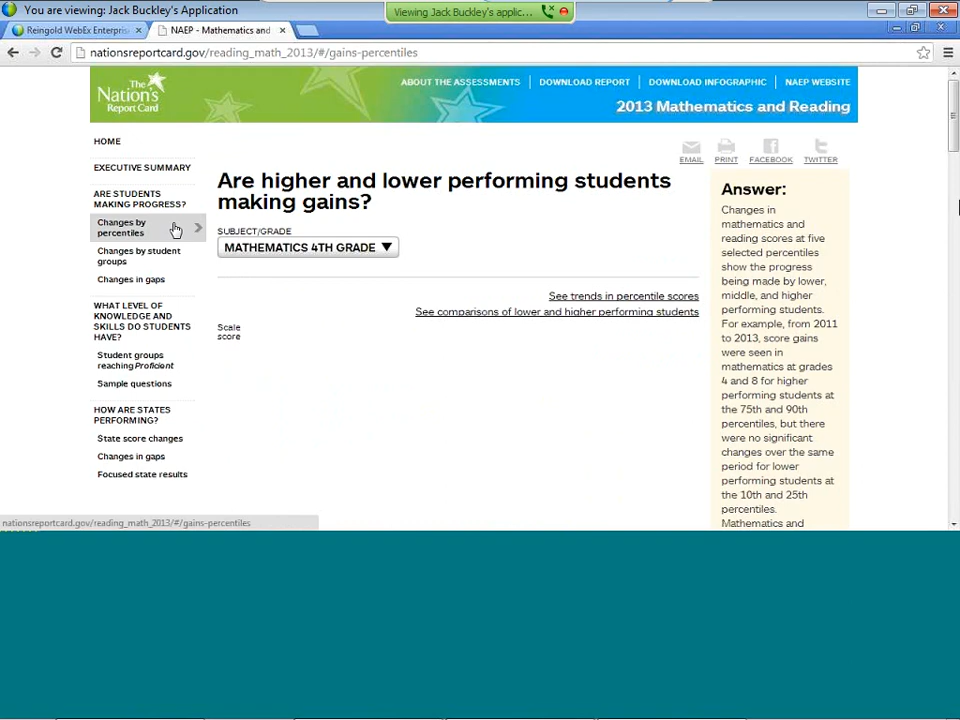 You are viewing: Jack Buckley's Application
Viewing Jack Buckley's applic...
Reingold WebEx Enterpris
NAEP - Mathematics and
nationsreportcard.gov/reading_math_2013/#/gains-percentiles
The Nation's Report Card
ABOUT THE ASSESSMENTS
DOWNLOAD REPORT
DOWNLOAD INFOGRAPHIC
NAEP WEBSITE
2013 Mathematics and Reading
HOME
EXECUTIVE SUMMARY
ARE STUDENTS
MAKING PROGRESS?
Changes by
percentiles
Changes by student
groups
Changes in gaps
WHAT LEVEL OF
KNOWLEDGE AND
SKILLS DO STUDENTS
HAVE?
Student groups
reaching Proficient
Sample questions
HOW ARE STATES
PERFORMING?
State score changes
Changes in gaps
Focused state results
EMAIL
PRINT
FACEBOOK
TWITTER
Are higher and lower performing students
making gains?
SUBJECT/GRADE
MATHEMATICS 4TH GRADE
See trends in percentile scores
See comparisons of lower and higher performing students
Scale
score
Answer:
Changes in
mathematics and
reading scores at five
selected percentiles
show the progress
being made by lower,
middle, and higher
performing students.
For example, from 2011
to 2013, score gains
were seen in
mathematics at grades
4 and 8 for higher
performing students at
the 75th and 90th
percentiles, but there
were no significant
changes over the same
period for lower
performing students at
the 10th and 25th
percentiles.
Mathematics and
nationsreportcard.gov/reading_math_2013/#/gains-percentiles